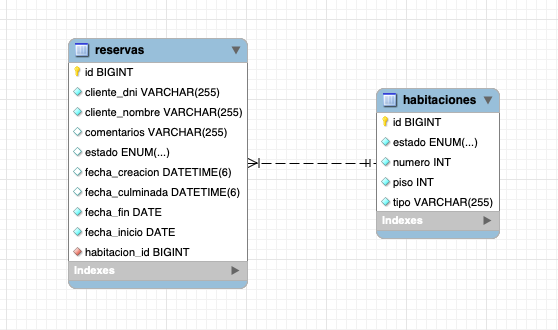 reservas
id BIGINT
cliente_dni VARCHAR(255)
cliente_nombre VARCHAR(255)
comentarios VARCHAR(255)
estado ENUM(...)
fecha_creacion DATETIME(6)
fecha_culminada DATETIME(6)
fecha_fin DATE
fecha_inicio DATE
habitacion_id BIGINT
Indexes
habitaciones
id BIGINT
estado ENUM(...)
numero INT
piso INT
tipo VARCHAR(255)
Indexes